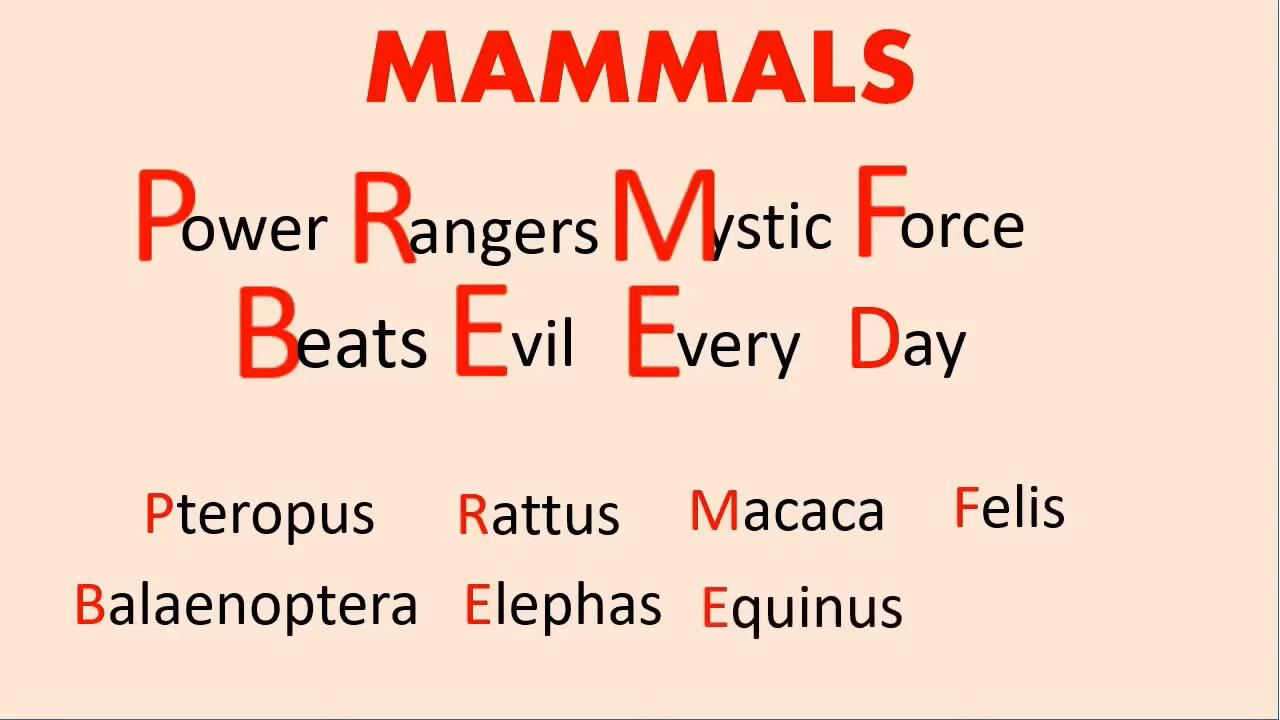 MAMMALS
Power Rangers Mystic Force
Beats Evil Every Day
Pteropus Rattus Macaca Felis
Balaenoptera Elephas Equinus